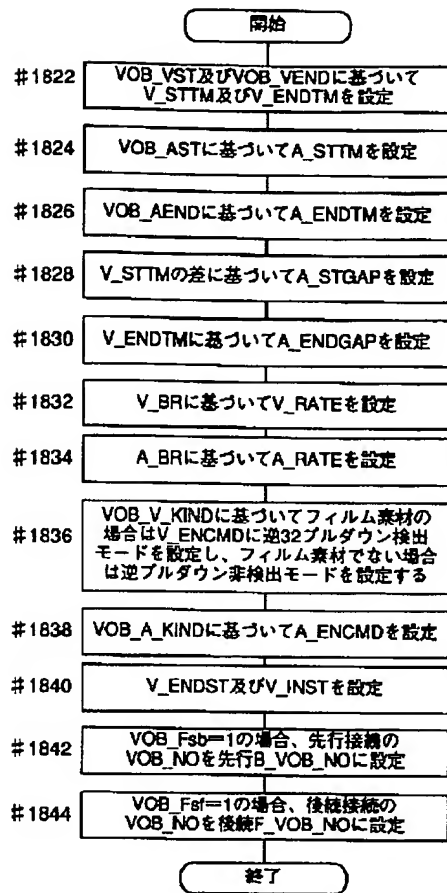 開始
#1822
VOB_VST及びVOB_VENDに基づいて
V_STTM及びV_ENDTMを設定
#1824
VOB_ASTに基づいてA_STTMを設定
#1826
VOB_AENDに基づいてA_ENDTMを設定
#1828
V_STTMの差に基づいてA_STGAPを設定
#1830
V_ENDTMに基づいてA_ENDGAPを設定
#1832
V_BRに基づいてV_RATEを設定
#1834
A_BRに基づいてA_RATEを設定
#1836
VOB_V_KINDに基づいてフィルム素材の
場合はV_ENCMDに逆32プルダウン検出
モードを設定し、フィルム素材でない場合
は逆プルダウン非検出モードを設定する
#1838
VOB_A_KINDに基づいてA_ENCMDを設定
#1840
V_ENDST及びV_INSTを設定
#1842
VOB_Fsb=1の場合、先行接続の
VOB_NOを先行B_VOB_NOに設定
#1844
VOB_Fsf=1の場合、後続接続の
VOB_NOを後続F_VOB_NOに設定
終了